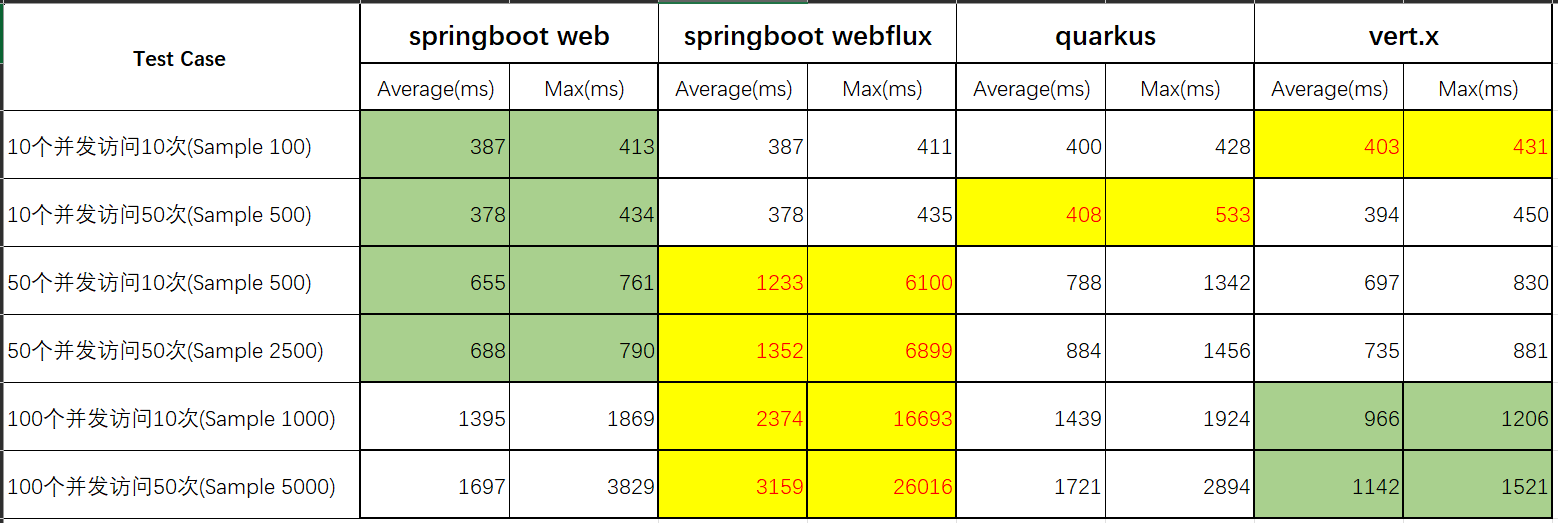 Test Case springboot web springboot webflux quarkus vert.x
Average(ms) Max(ms) Average(ms) Max(ms) Average(ms) Max(ms) Average(ms) Max(ms)
10个并发访问10次(Sample 100) 387 413 387 411 400 428 403 431
10个并发访问50次(Sample 500) 378 434 378 435 408 533 394 450
50个并发访问10次(Sample 500) 655 761 1233 6100 788 1342 697 830
50个并发访问50次(Sample 2500) 688 790 1352 6899 884 1456 735 881
100个并发访问10次(Sample 1000) 1395 1869 2374 16693 1439 1924 966 1206
100个并发访问50次(Sample 5000) 1697 3829 3159 26016 1721 2894 1142 1521